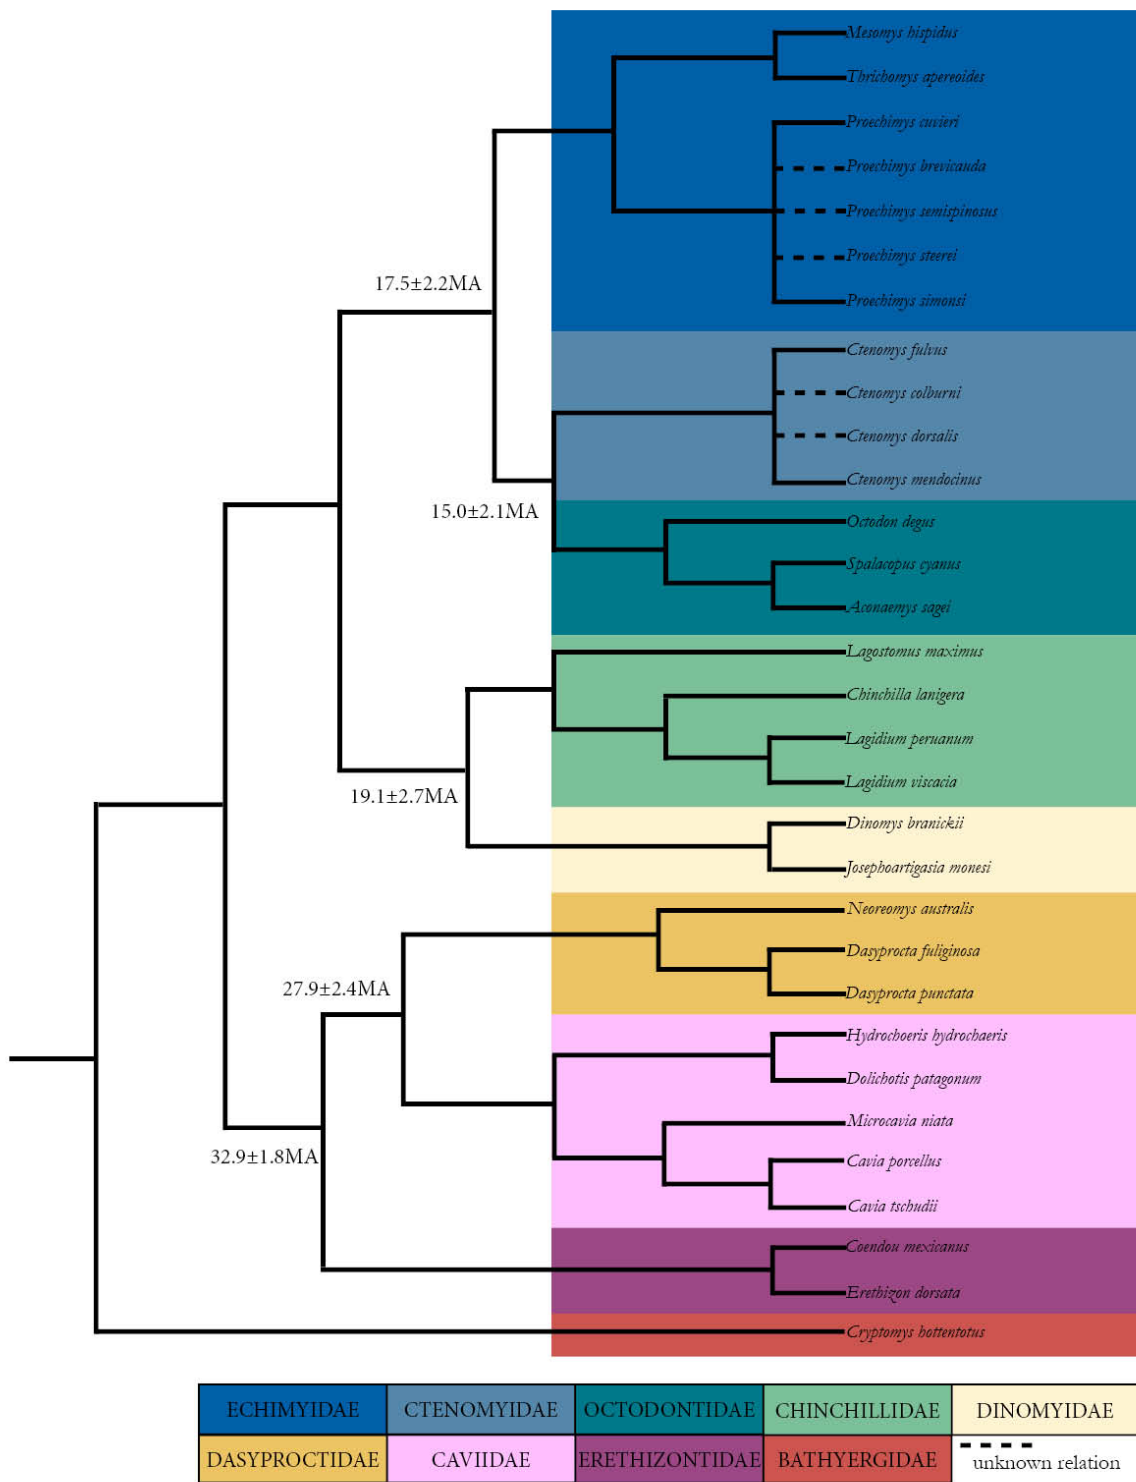 Mesomys hispidus
Thrichomys apereoides
Proechimys cuvieri
Proechimys brevicauda
Proechimys semispinosus
Proechimys steerei
17.5±2.2MA
Proechimys simonsi
Ctenomys fulvus
Ctenomys colburni
Ctenomys dorsalis
Ctenomys mendocinus
15.0±2.1MA
Octodon degus
Spalacopus cyanus
Aconaemys sagei
Lagostomus maximus
Chinchilla lanigera
Lagidium peruanum
Lagidium viscacia
19.1±2.7MA
Dinomys branickii
Josephoartigasia monesi
Neoreomys australis
Dasyprocta fuliginosa
27.9±2.4MA
Dasyprocta punctata
Hydrochoeris hydrochaeris
Dolichotis patagonum
Microcavia niata
32.9±1.8MA
Cavia porcellus
Cavia tschudii
Coendou mexicanus
Erethizon dorsata
Cryptomys hottentotus
ECHIMYIDAE CTENOMYIDAE OCTODONTIDAE CHINCHILLIDAE DINOMYIDAE
DASYPROCTIDAE CAVIIDAE ERETHIZONTIDAE BATHYERGIDAE unknown relation